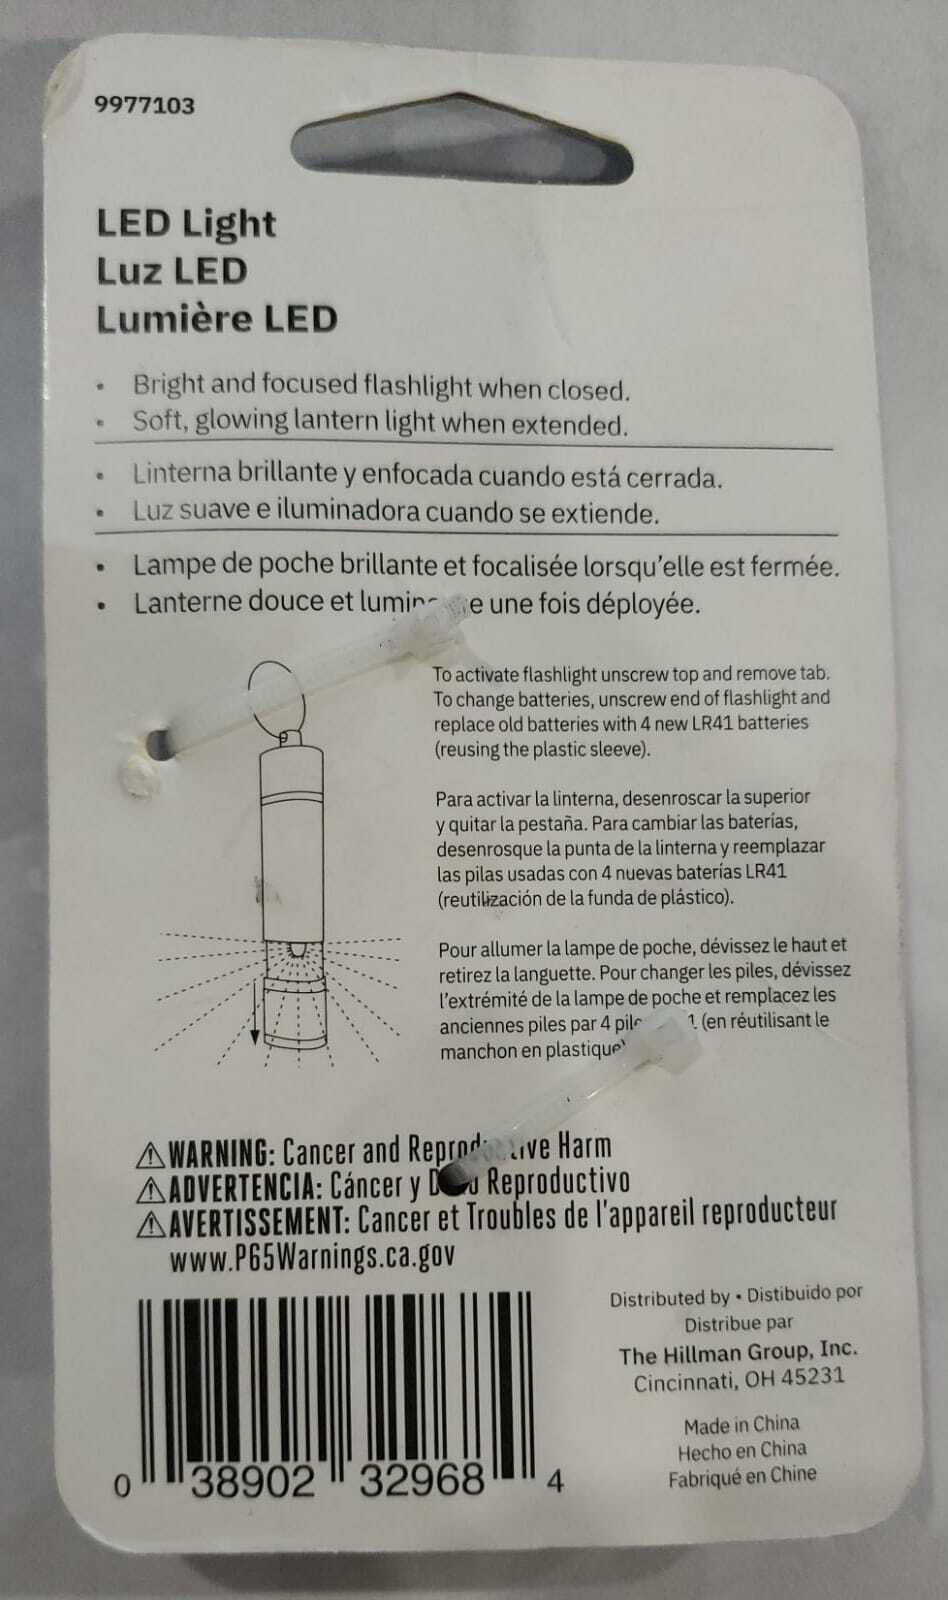 9977103
LED Light
Luz LED
Lumière LED
• Bright and focused flashlight when closed.
• Soft, glowing lantern light when extended.
• Linterna brillante y enfocada cuando está cerrada.
• Luz suave e iluminadora cuando se extiende.
• Lampe de poche brillante et focalisée lorsqu'elle est fermée.
• Lanterne douce et une fois déployée.
To activate flashlight unscrew top and remove tab.
To change batteries, unscrew end of flashlight and
replace old batteries with 4 new LR41 batteries
(reusing the plastic sleeve).
Para activar la linterna, desenroscar la superior
y quitar la pestaña. Para cambiar las baterías,
desenrosque la punta de la linterna y reemplazar
las pilas usadas con 4 nuevas baterías LR41
(reutilización de la funda de plástico).
Pour allumer la lampe de poche, dévissez le haut et
retirez la languette. Pour changer les piles, dévissez
l'extrémité de la lampe de poche et remplacez les
anciennes piles par 4 (en réutilisant le
manchon en plastique)
⚠WARNING: Cancer and Reproductive Harm
⚠ADVERTENCIA: Cáncer y Reproductivo
⚠AVERTISSEMENT: Cancer et Troubles de l'appareil reproducteur
www.P65Warnings.ca.gov
Distributed by • Distibuido por
Distribue par
The Hillman Group, Inc.
Cincinnati, OH 45231
Made in China
Hecho en China
Fabriqué en Chine
0 38902 32968 4